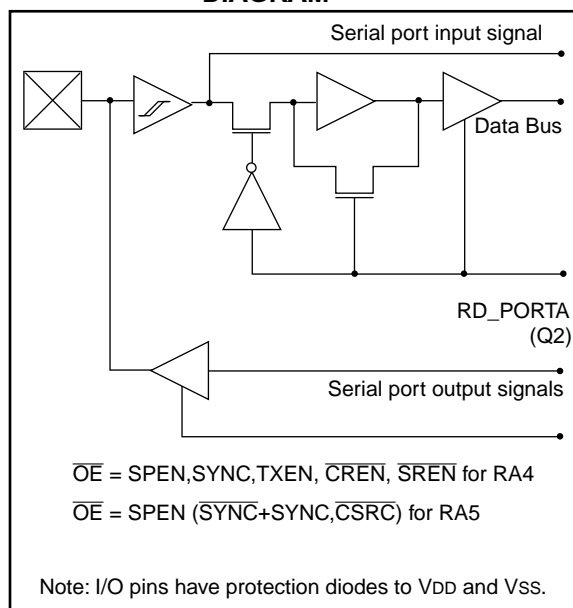 DIAGRAM
Serial port input signal
Data Bus
RD_PORTA
(Q2)
Serial port output signals
OE = SPEN,SYNC,TXEN, CREN, SREN for RA4
OE = SPEN (SYNC+SYNC,CSRC) for RA5
Note: I/O pins have protection diodes to VDD and VSS.